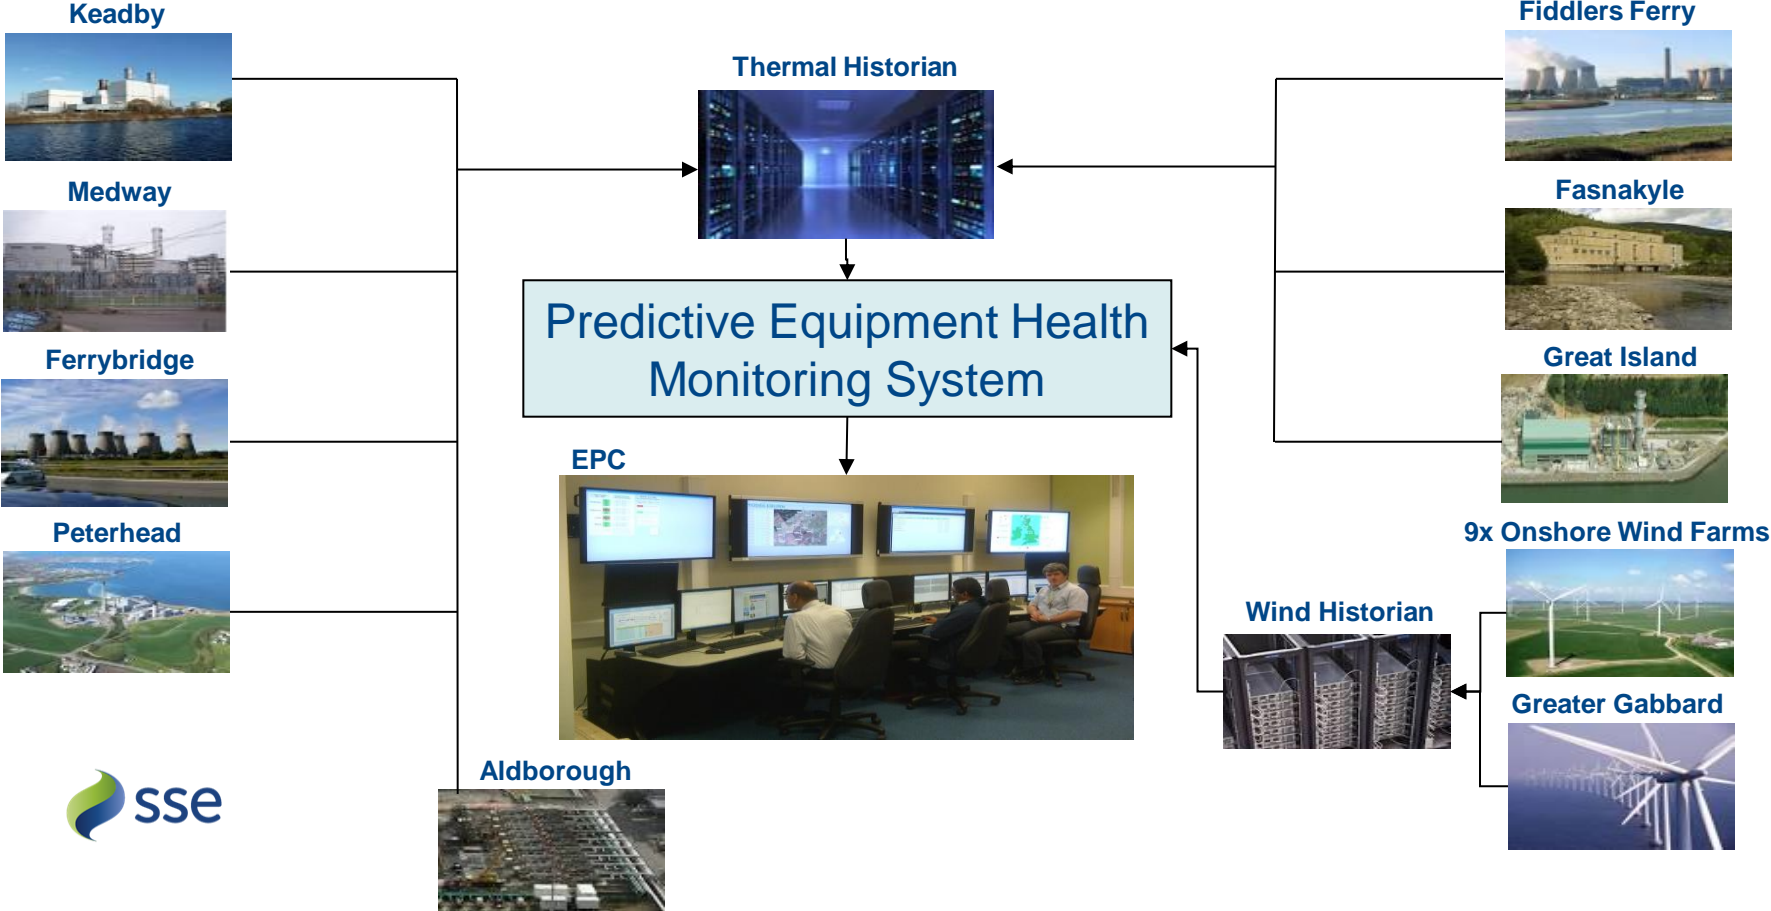 Keadby
Fiddlers Ferry
Thermal Historian
Medway
Fasnakyle
Predictive Equipment Health
Monitoring System
Ferrybridge
Great Island
EPC
Peterhead
9x Onshore Wind Farms
Wind Historian
Greater Gabbard
Aldborough
sse